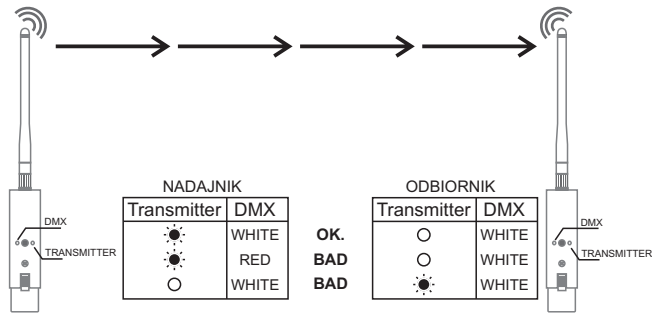 NADAJNIK
Transmitter DMX
WHITE
RED
WHITE
OK.
BAD
BAD
ODBIORNIK
Transmitter DMX
WHITE
WHITE
WHITE
DMX
TRANSMITTER
DMX
TRANSMITTER